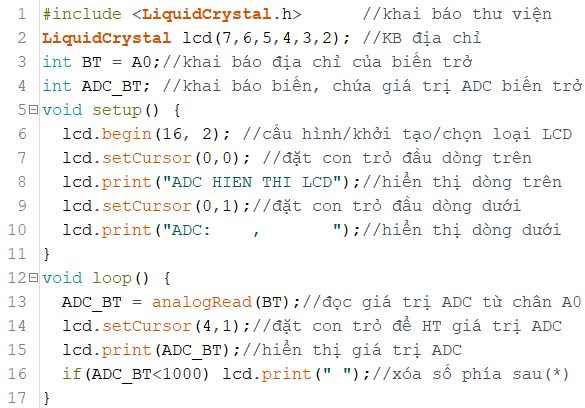 1 #include <LiquidCrystal.h>      //khai báo thư viện
2 LiquidCrystal lcd(7,6,5,4,3,2); //KB địa chỉ
3 int BT = A0;//khai báo địa chỉ của biến trở
4 int ADC_BT; //khai báo biến, chứa giá trị ADC biến trở
5 void setup() {
6   lcd.begin(16, 2); //cấu hình/khởi tạo/chọn loại LCD
7   lcd.setCursor(0,0); //đặt con trỏ đầu dòng trên
8   lcd.print("ADC HIEN THI LCD");//hiển thị dòng trên
9   lcd.setCursor(0,1);//đặt con trỏ đầu dòng dưới
10   lcd.print("ADC:    ,       ");//hiển thị dòng dưới
11 }
12 void loop() {
13   ADC_BT = analogRead(BT);//đọc giá trị ADC từ chân A0
14   lcd.setCursor(4,1);//đặt con trỏ để HT giá trị ADC
15   lcd.print(ADC_BT);//hiển thị giá trị ADC
16   if(ADC_BT<1000) lcd.print(" ");//xóa số phía sau(*)
17 }